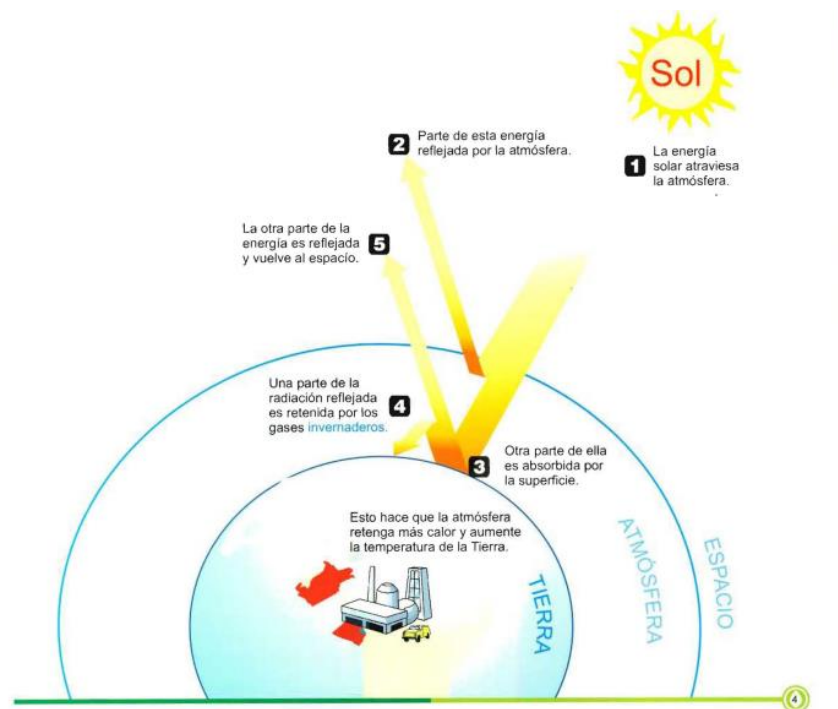 Sol
1
La energía
solar atraviesa
la atmósfera.
2
Parte de esta energía
reflejada por la atmósfera.
La otra parte de la
energía es reflejada
y vuelve al espacio.
5
Una parte de la
radiación reflejada
es retenida por los
gases invernaderos.
4
3
Otra parte de ella
es absorbida por
la superficie.
Esto hace que la atmósfera
retenga más calor y aumente
la temperatura de la Tierra.
TIERRA
ATMÓSFERA
ESPACIO
4